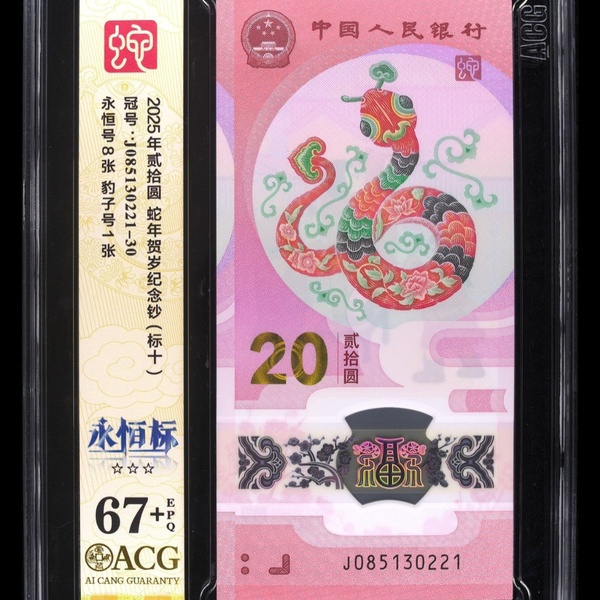 蛇
2025年贰拾圆 蛇年贺岁纪念钞(标十)
冠号:J085130221-30
永恒号8张 豹子号1张
永恒标
☆☆☆
67+ EPQ
ACG
AI CANG GUARANTY
ACG
中国人民银行
蛇
20
贰拾圆
福
J085130221